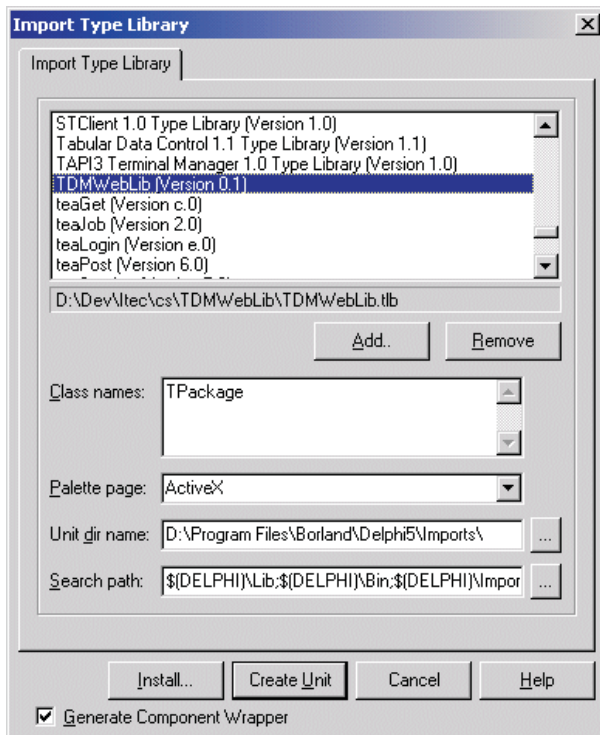 Import Type Library
Import Type Library
STClient 1.0 Type Library (Version 1.0)
Tabular Data Control 1.1 Type Library (Version 1.1)
TAPI3 Terminal Manager 1.0 Type Library (Version 1.0)
TDMWebLib (Version 0.1)
teaGet (Version c.0)
teaJob (Version 2.0)
teaLogin (Version e.0)
teaPost (Version 6.0)
D:\Dev\Itec\cs\TDMWebLib\TDMWebLib.tlb
Add.. Remove
Class names: TPackage
Palette page: ActiveX
Unit dir name: D:\Program Files\Borland\Delphi5\Imports\ ...
Search path: $(DELPHI)\Lib;$(DELPHI)\Bin;$(DELPHI)\Impor ...
Install... Create Unit Cancel Help
Generate Component Wrapper